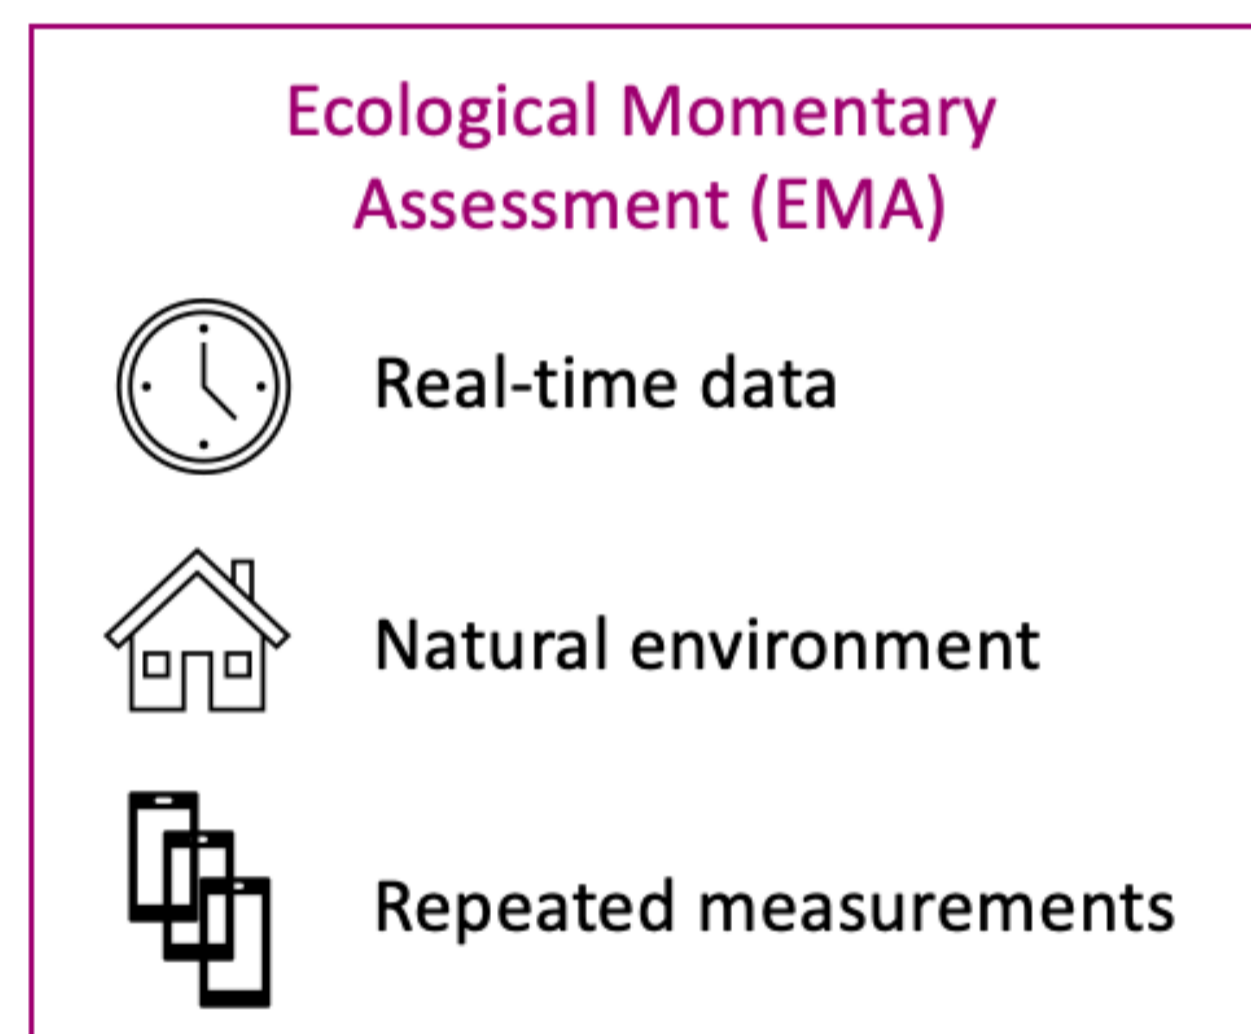 Ecological Momentary
Assessment (EMA)
Real-time data
Natural environment
Repeated measurements